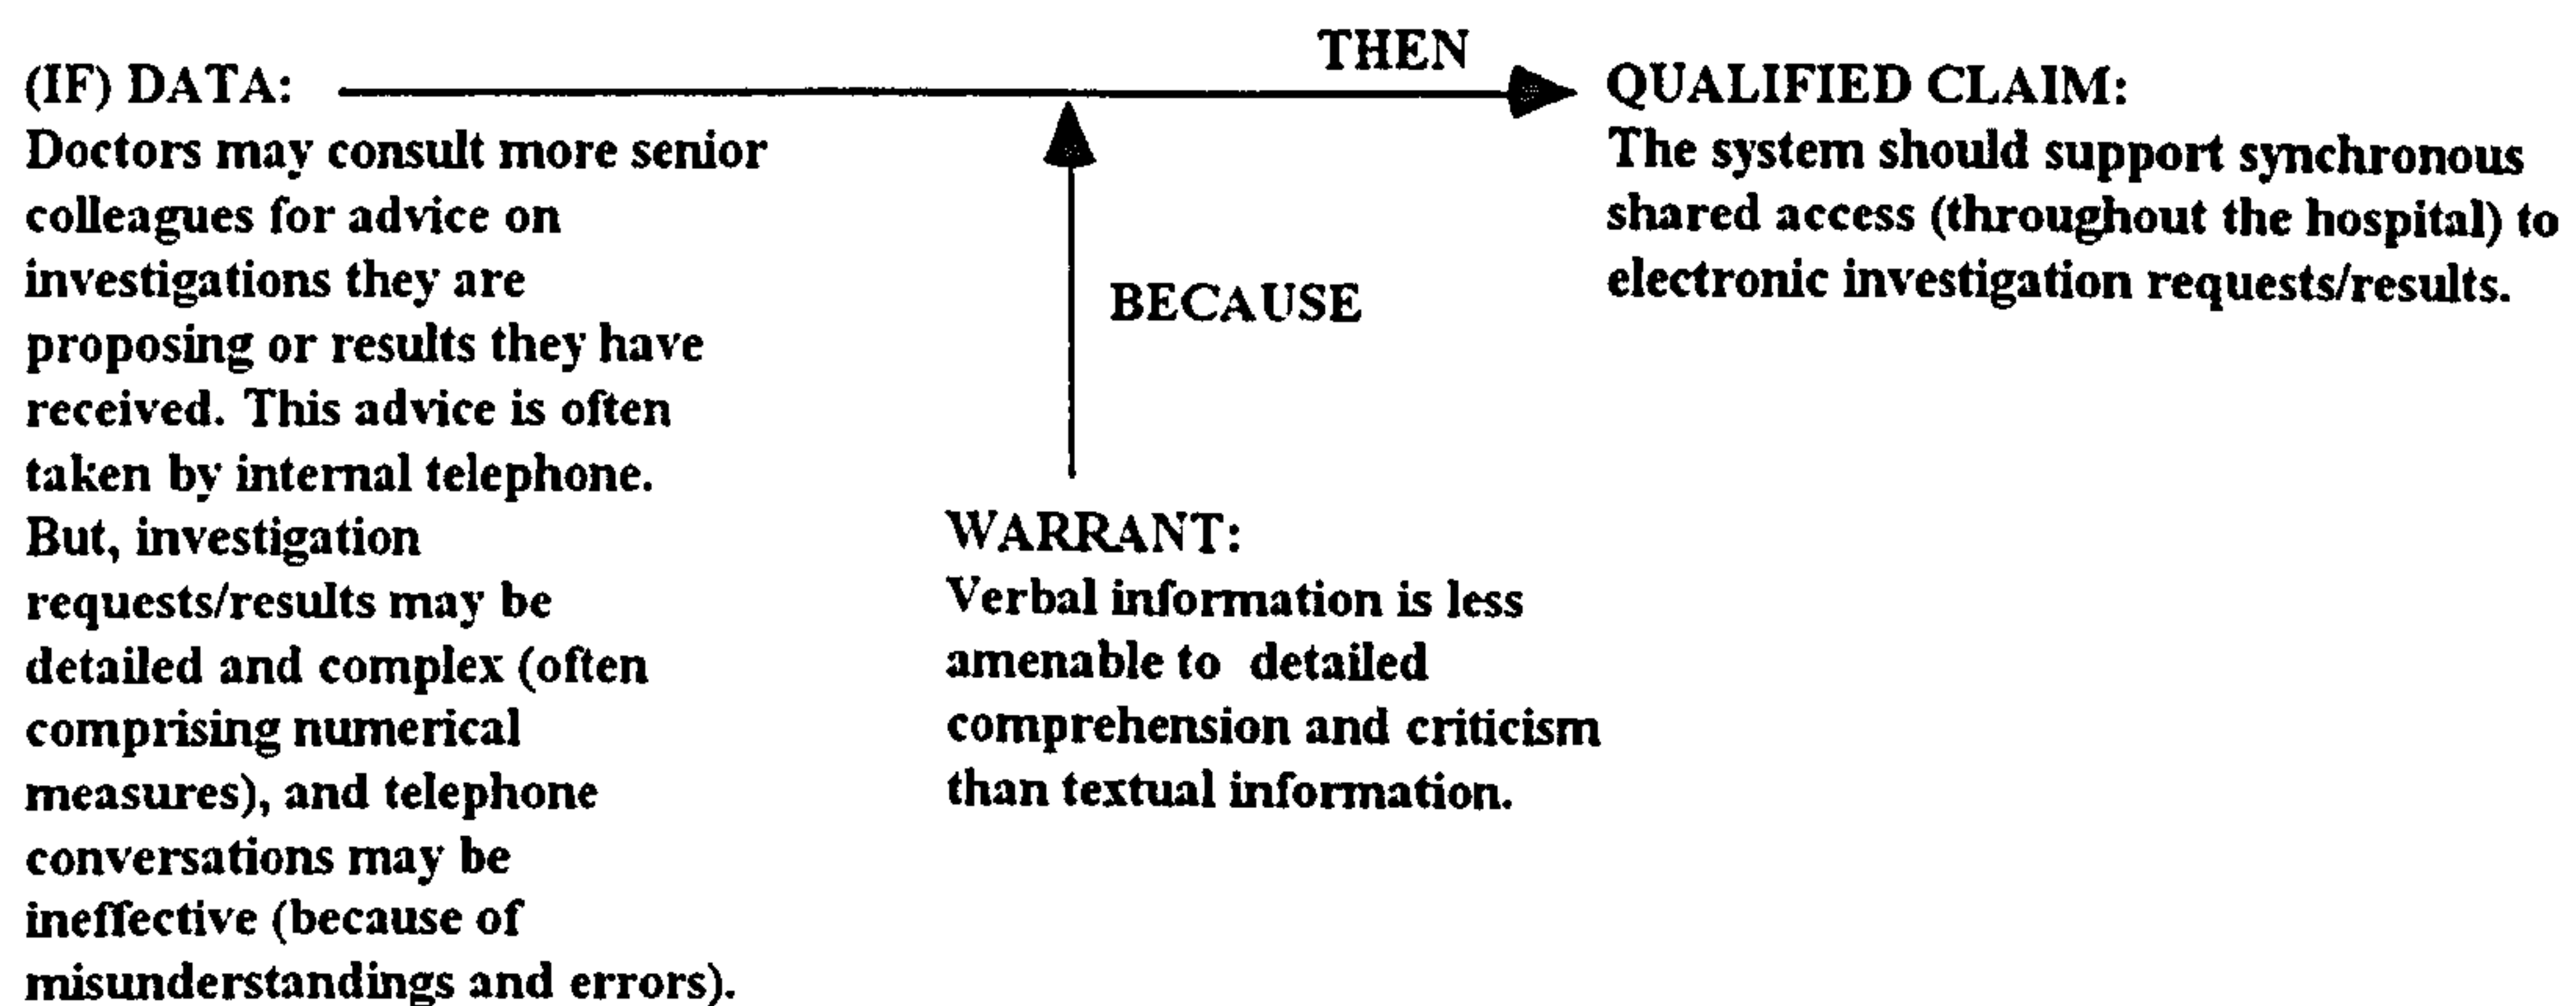 THEN
(IF) DATA:
Doctors may consult more senior
colleagues for advice on
investigations they are
proposing or results they have
received. This advice is often
taken by internal telephone.
But, investigation
requests/results may be
detailed and complex (often
comprising numerical
measures), and telephone
conversations may be
ineffective (because of
misunderstandings and errors).
BECAUSE
WARRANT:
Verbal information is less
amenable to detailed
comprehension and criticism
than textual information.
QUALIFIED CLAIM:
The system should support synchronous
shared access (throughout the hospital) to
electronic investigation requests/results.